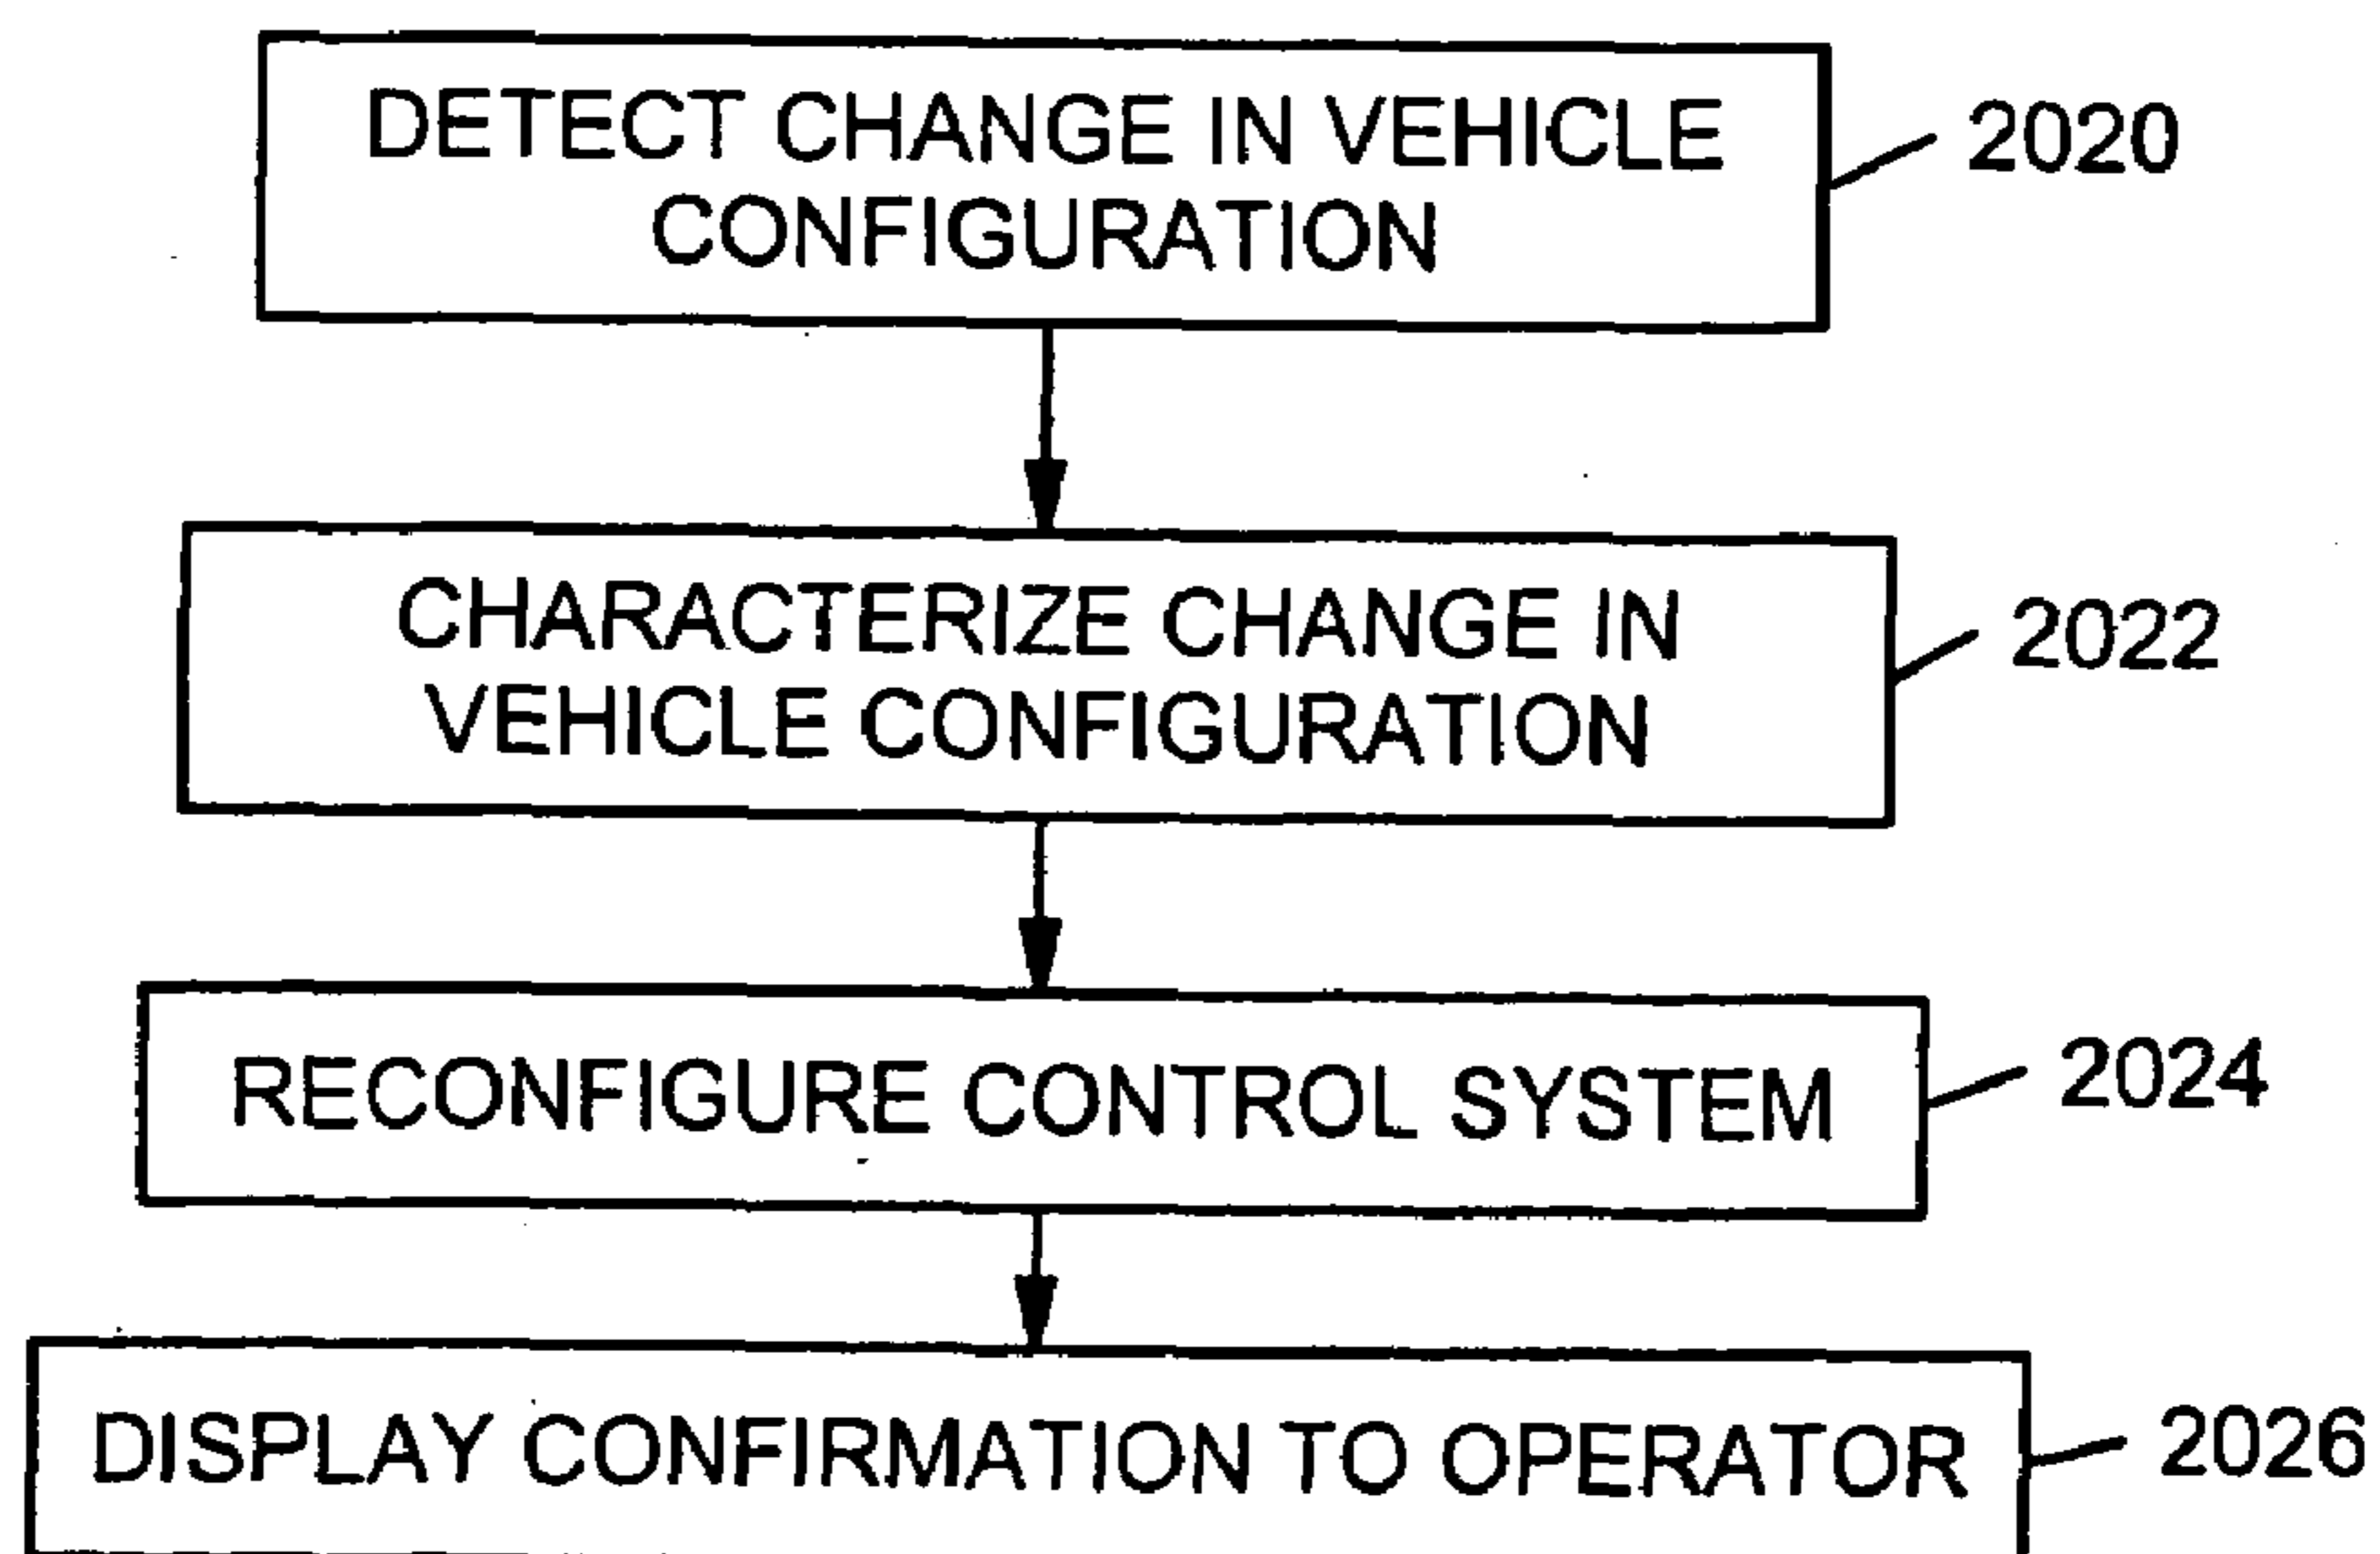 DETECT CHANGE IN VEHICLE
CONFIGURATION
2020
CHARACTERIZE CHANGE IN
VEHICLE CONFIGURATION
2022
RECONFIGURE CONTROL SYSTEM
2024
DISPLAY CONFIRMATION TO OPERATOR
2026